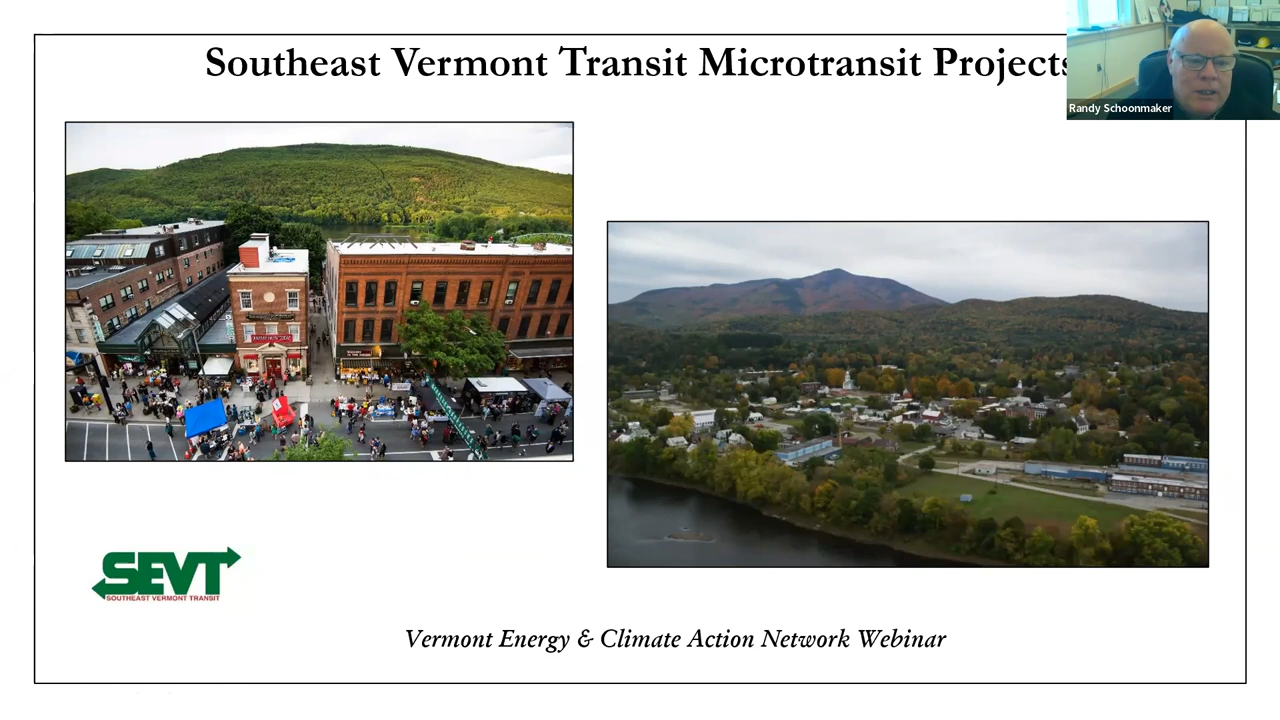 Southeast Vermont Transit Microtransit Projects
Randy Schoonmaker
SEVT
SOUTHEAST VERMONT TRANSIT
Vermont Energy & Climate Action Network Webinar